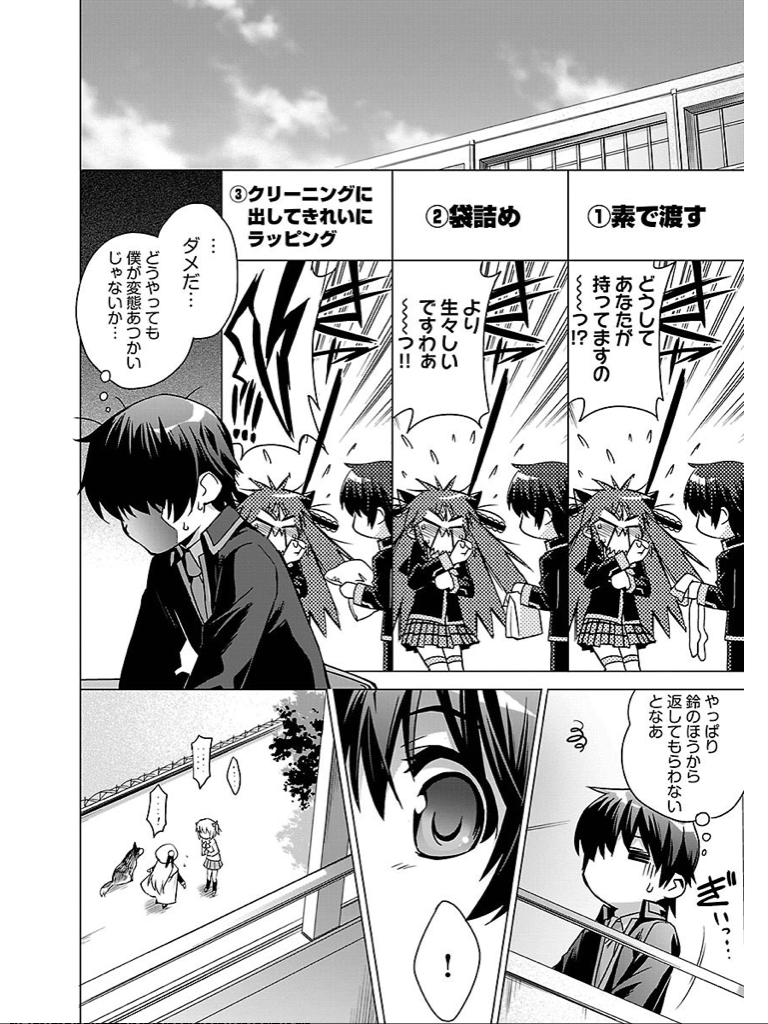 ①素で渡す
どうして
あなたが
持ってますの
〜〜っ!?
②袋詰め
より
生々しい
ですわぁ
〜〜っ!!
③クリーニングに
出してきれいに
ラッピング
…
ダメだ…
どうやっても
僕が変態あつかい
じゃないか…
やっぱり
鈴のほうから
返してもらわない
となあ
ぎいっ…
!
…
……
……